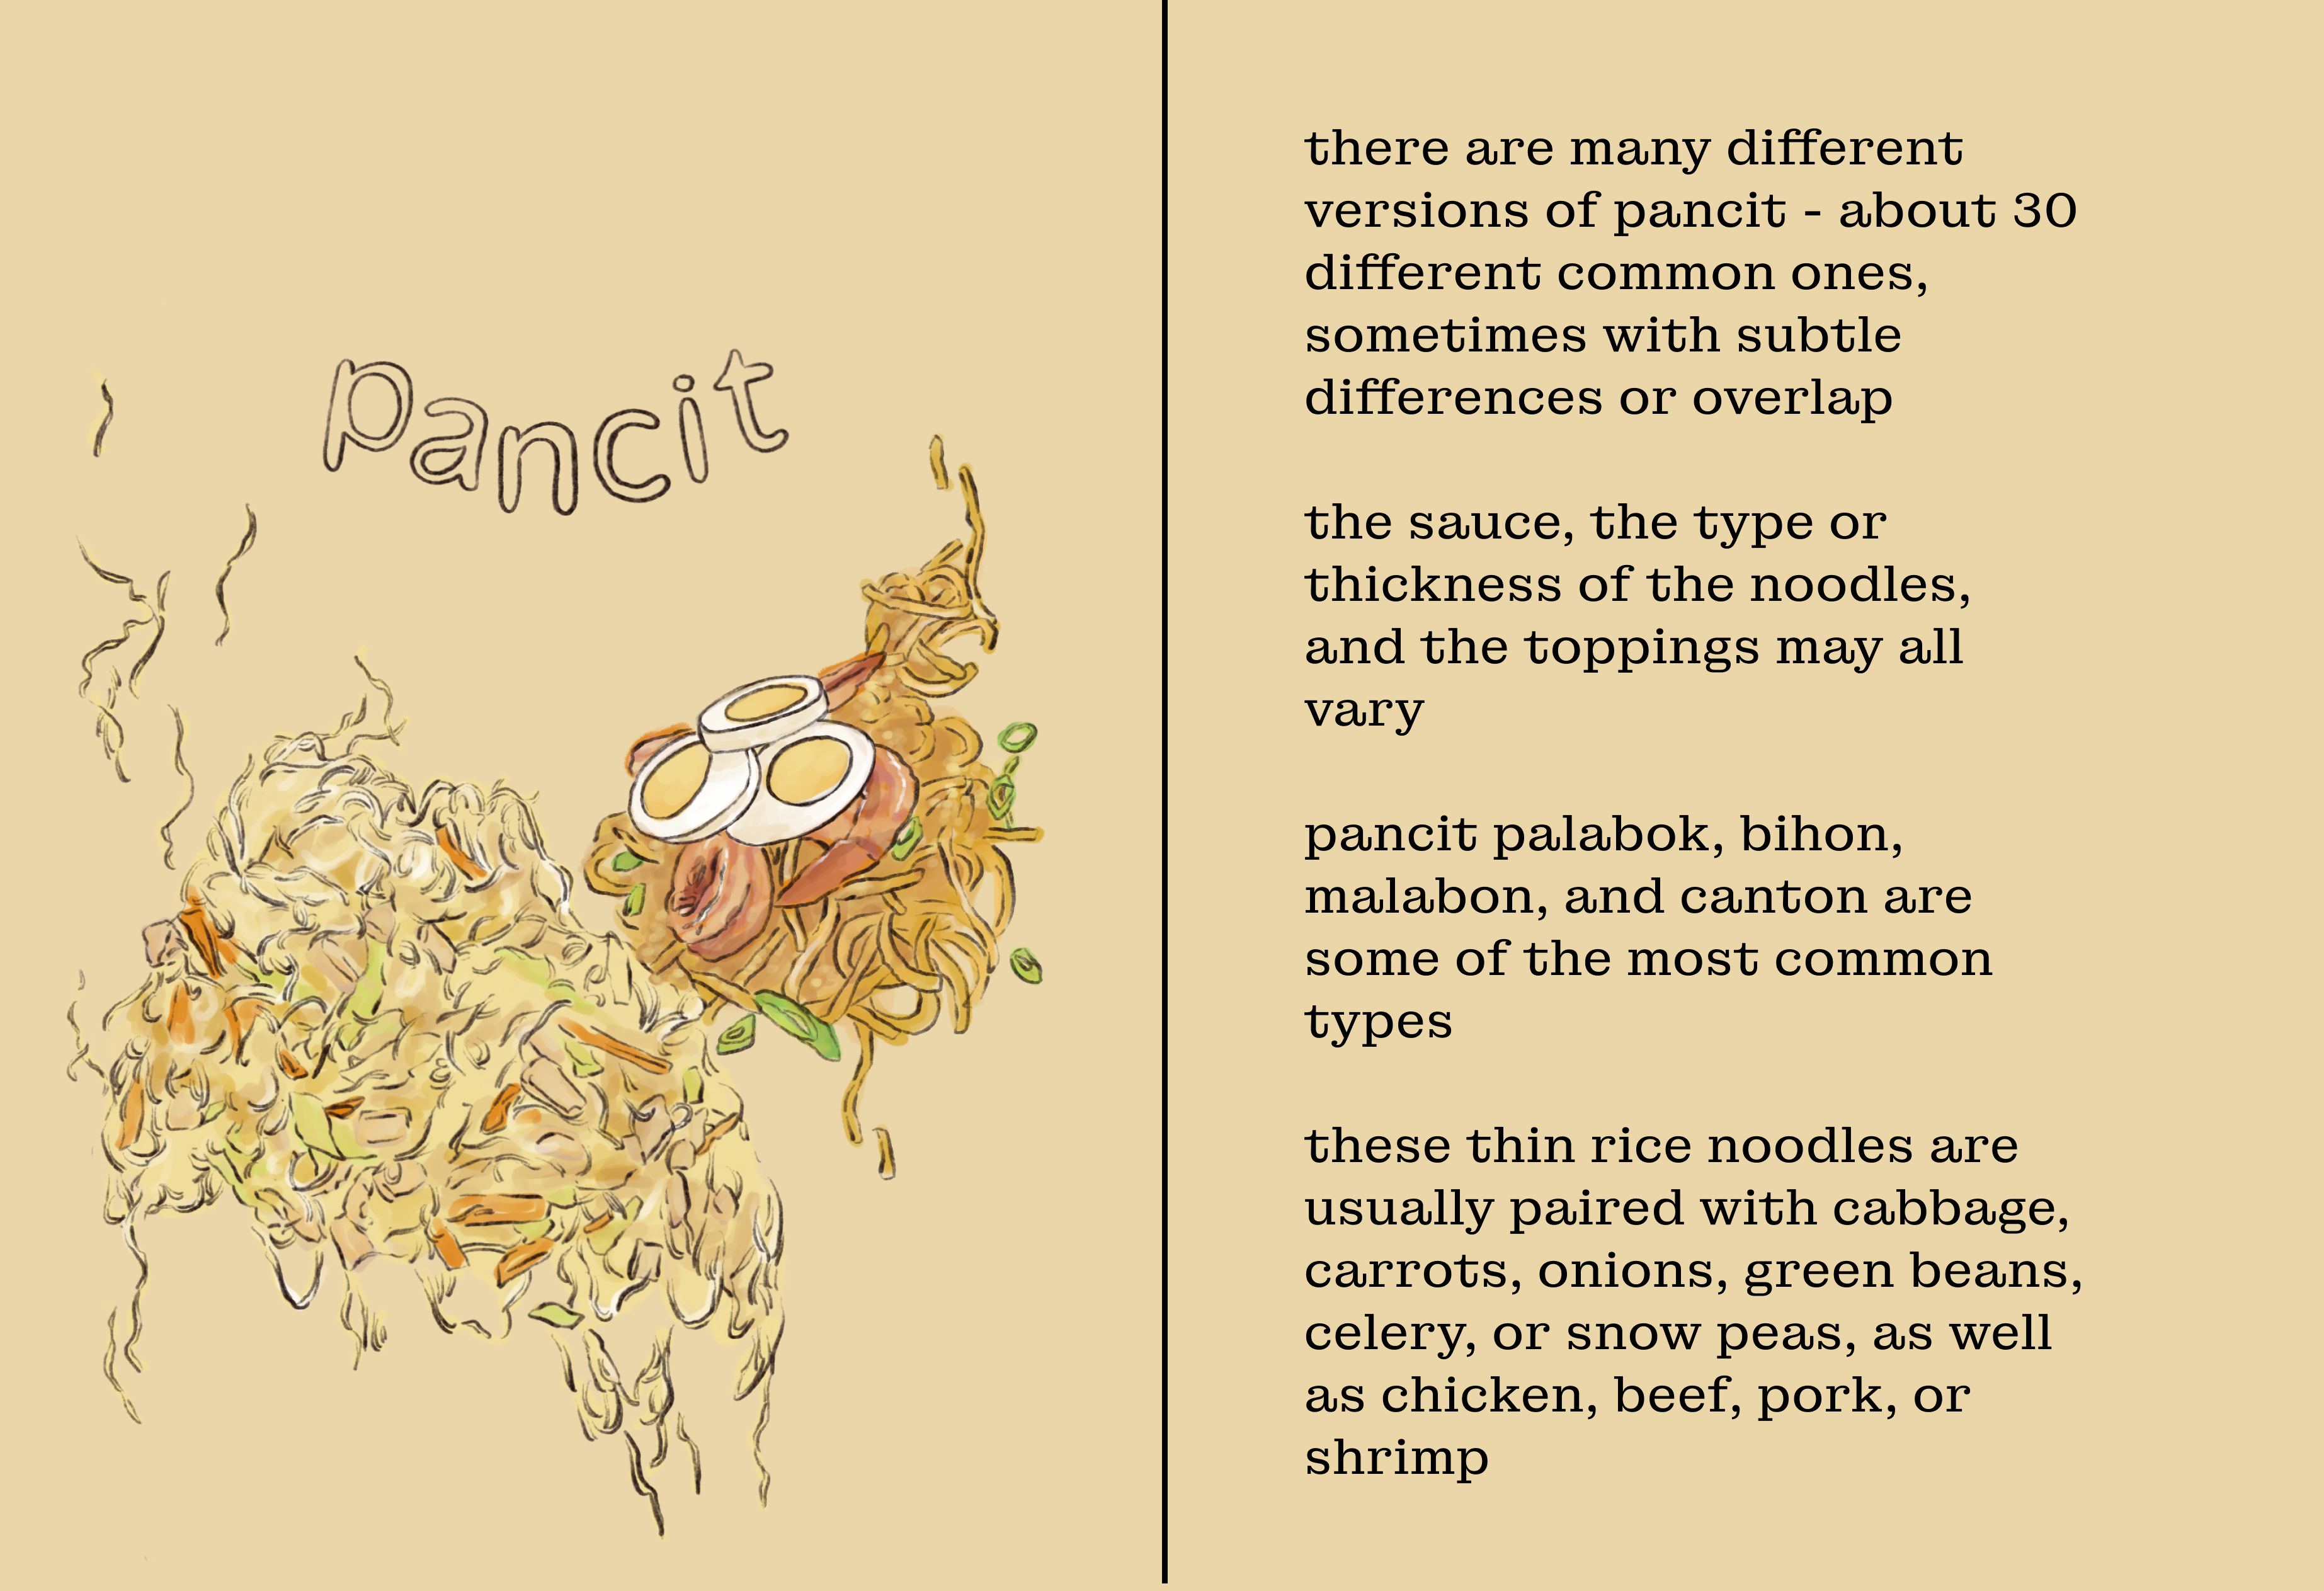 pancit
there are many different
versions of pancit - about 30
different common ones,
sometimes with subtle
differences or overlap
the sauce, the type or
thickness of the noodles,
and the toppings may all
vary
pancit palabok, bihon,
malabon, and canton are
some of the most common
types
these thin rice noodles are
usually paired with cabbage,
carrots, onions, green beans,
celery, or snow peas, as well
as chicken, beef, pork, or
shrimp